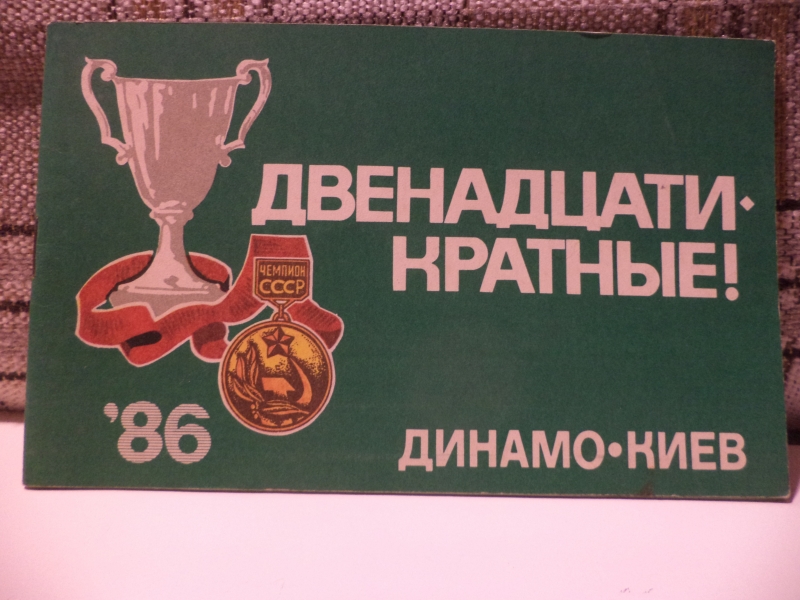 ДВЕНАДЦАТИ-
КРАТНЫЕ!
ЧЕМПИОН
СССР
'86
ДИНАМО•КИЕВ